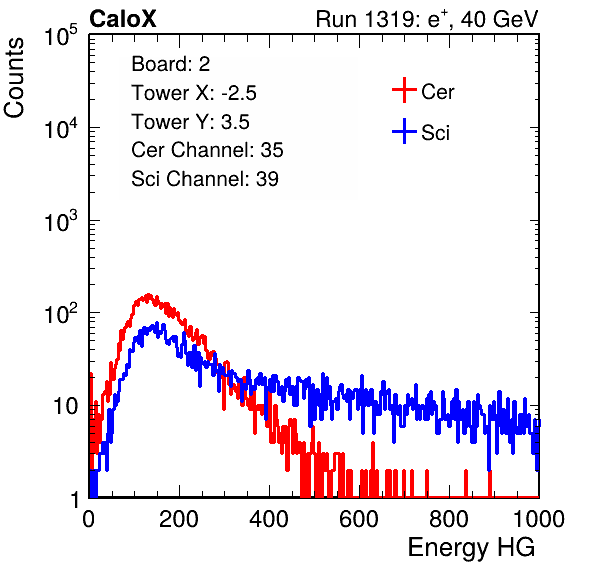 CaloX Run 1319: e⁺, 40 GeV
Counts
Board: 2
Tower X: -2.5
Tower Y: 3.5
Cer Channel: 35
Sci Channel: 39
Cer
Sci
10⁵
10⁴
10³
10²
10
1
0 200 400 600 800 1000
Energy HG